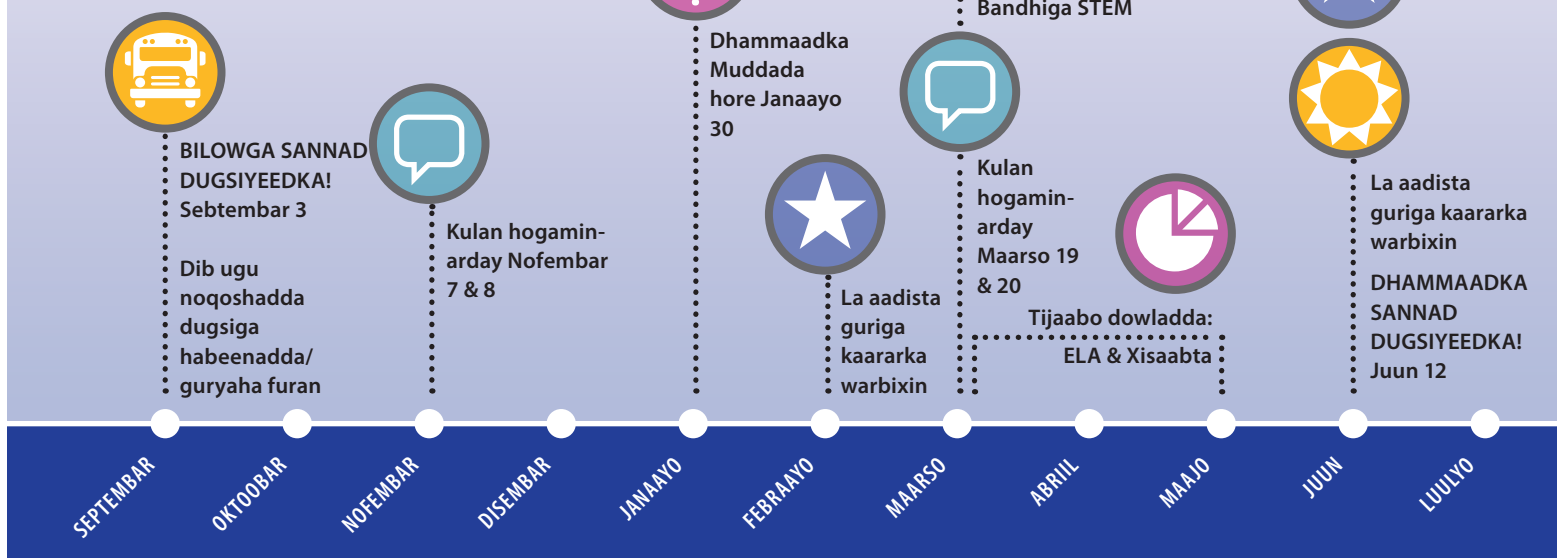 BILOWGA SANNAD
DUGSIYEEDKA!
Sebtembar 3
Dib ugu
noqoshadda
dugsiga
habeenadda/
guryaha furan
Kulan hogamin-
arday Nofembar
7 & 8
Dhammaadka
Muddada
hore Janaayo
30
La aadista
guriga
kaararka
warbixin
Bandhiga STEM
Kulan
hogamin-
arday
Maarso 19
& 20
Tijaabo dowladda:
ELA & Xisaabta
La aadista
guriga kaararka
warbixin
DHAMMAADKA
SANNAD
DUGSIYEEDKA!
Juun 12
SEPTEMBAR
OKTOOBAR
NOFEMBAR
DISEMBAR
JANAAYO
FEBRAAYO
MAARSO
ABRIIL
MAAJO
JUUN
LUULYO